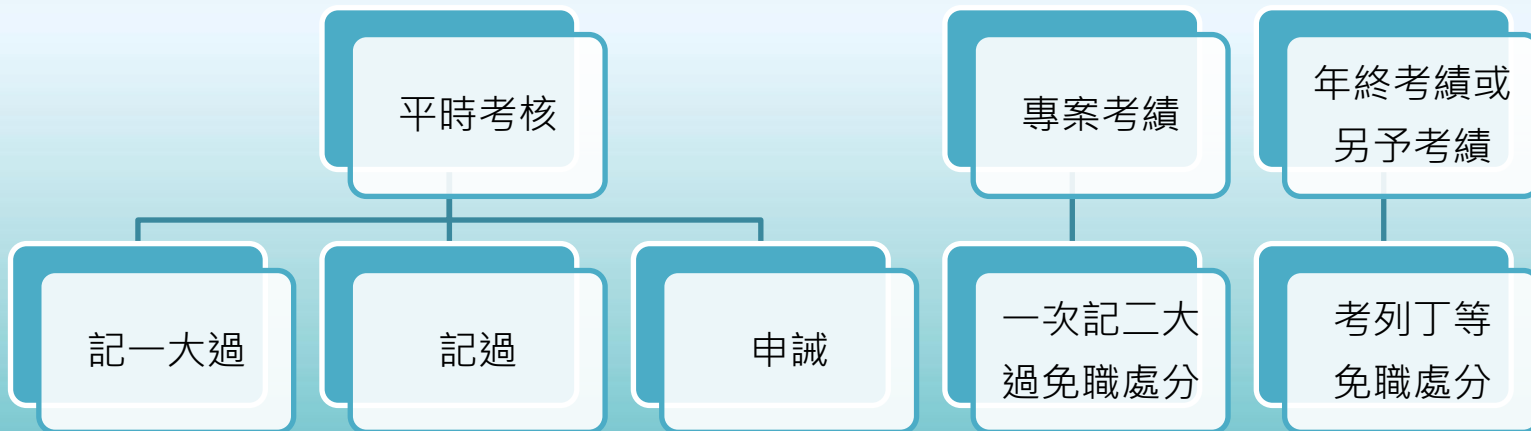 平時考核
專案考績
年終考績或
另予考績
記一大過
記過
申誡
一次記二大
過免職處分
考列丁等
免職處分